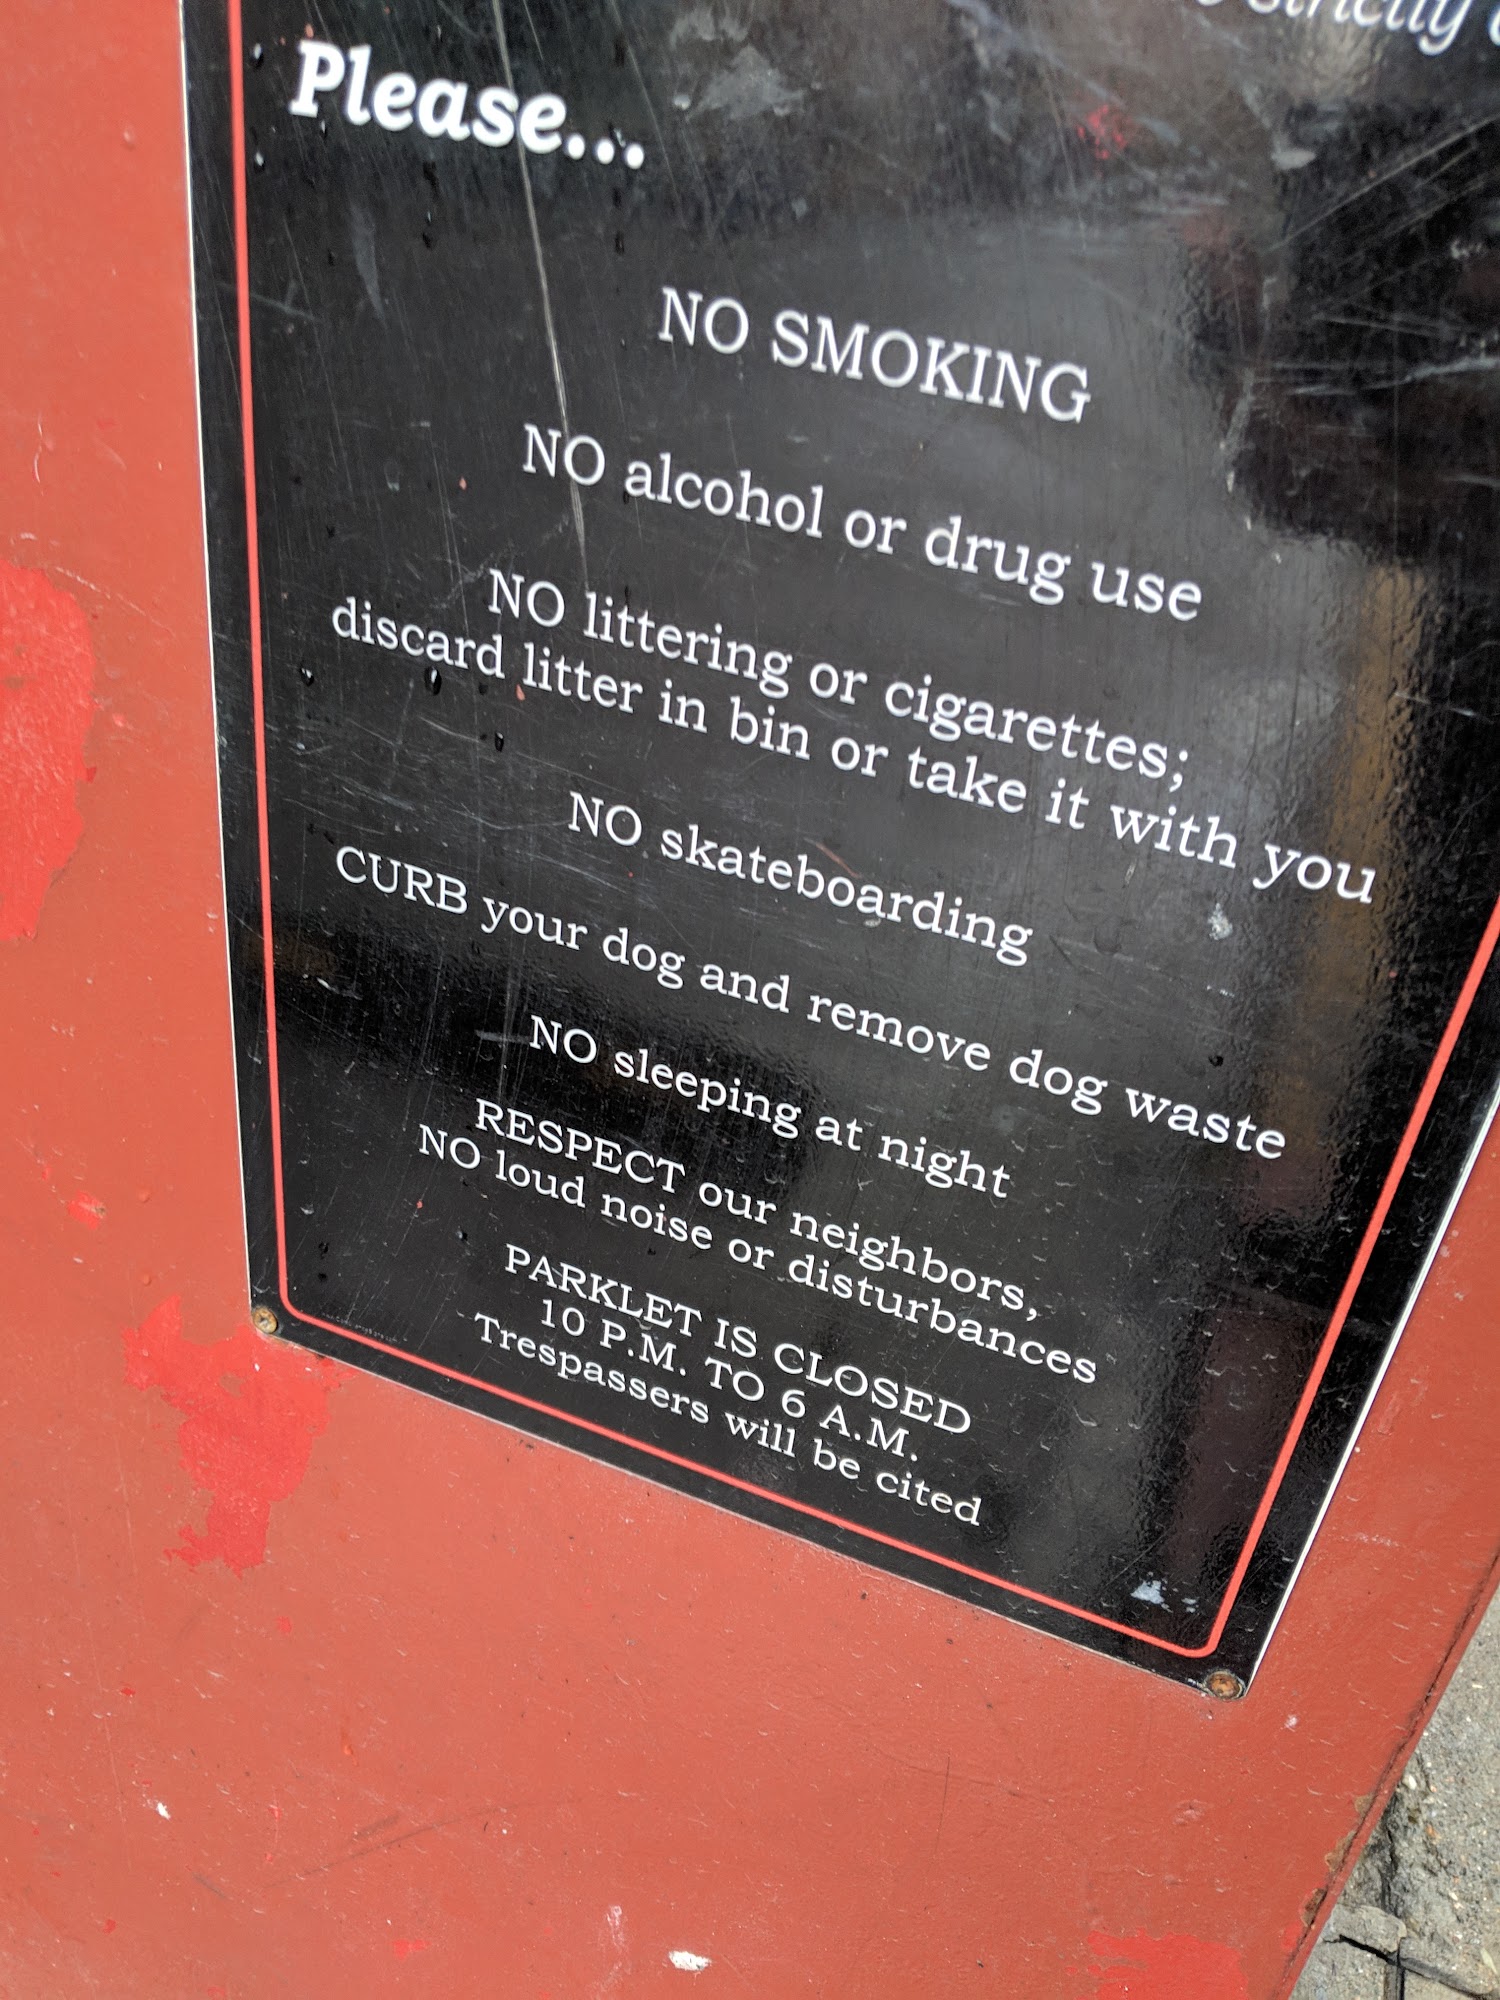 strictly
Please...
NO SMOKING
NO alcohol or drug use
NO littering or cigarettes;
discard litter in bin or take it with you
NO skateboarding
CURB your dog and remove dog waste
NO sleeping at night
RESPECT our neighbors,
NO loud noise or disturbances
PARKLET IS CLOSED
10 P.M. TO 6 A.M.
Trespassers will be cited